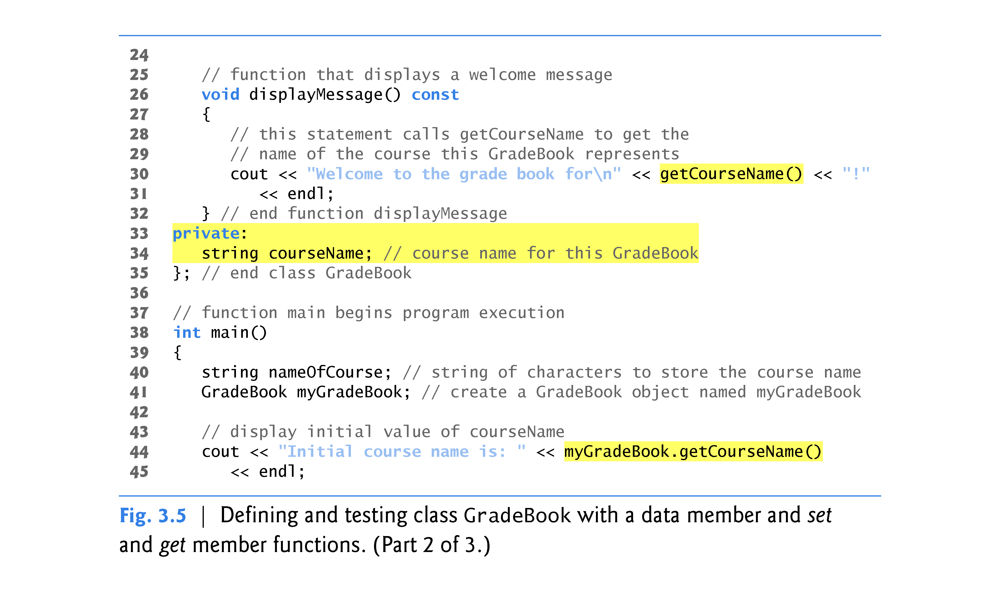 24
25 // function that displays a welcome message
26 void displayMessage() const
27 {
28 // this statement calls getCourseName to get the
29 // name of the course this GradeBook represents
30 cout << "Welcome to the grade book for\n" << getCourseName() << "!"
31 << endl;
32 } // end function displayMessage
33 private:
34 string courseName; // course name for this GradeBook
35 }; // end class GradeBook
36
37 // function main begins program execution
38 int main()
39 {
40 string nameOfCourse; // string of characters to store the course name
41 GradeBook myGradeBook; // create a GradeBook object named myGradeBook
42
43 // display initial value of courseName
44 cout << "Initial course name is: " << myGradeBook.getCourseName()
45 << endl;
Fig. 3.5 | Defining and testing class GradeBook with a data member and set
and get member functions. (Part 2 of 3.)